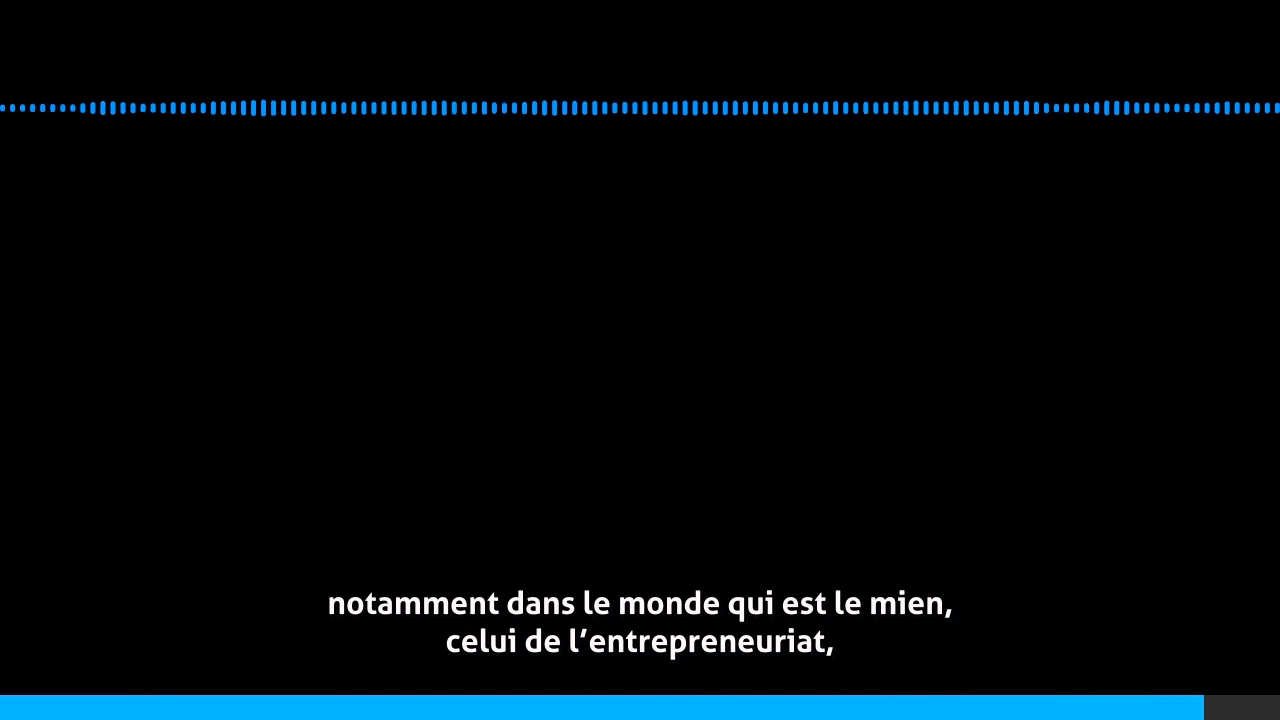 notamment dans le monde qui est le mien,
celui de l’entrepreneuriat,